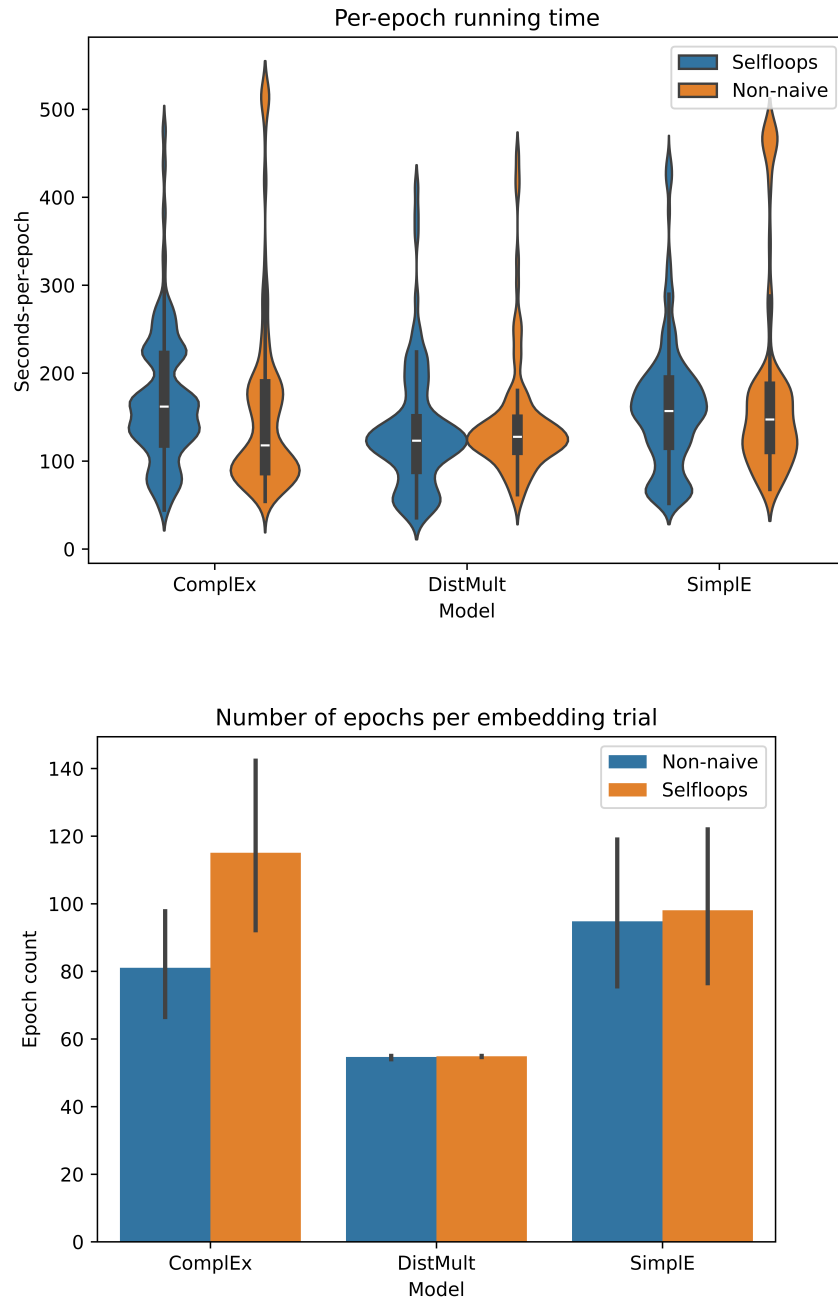 Per-epoch running time
Selfloops
Non-naive
Seconds-per-epoch
500
400
300
200
100
0
ComplEx
DistMult
SimplE
Model
Number of epochs per embedding trial
Non-naive
Selfloops
Epoch count
140
120
100
80
60
40
20
0
ComplEx
DistMult
SimplE
Model